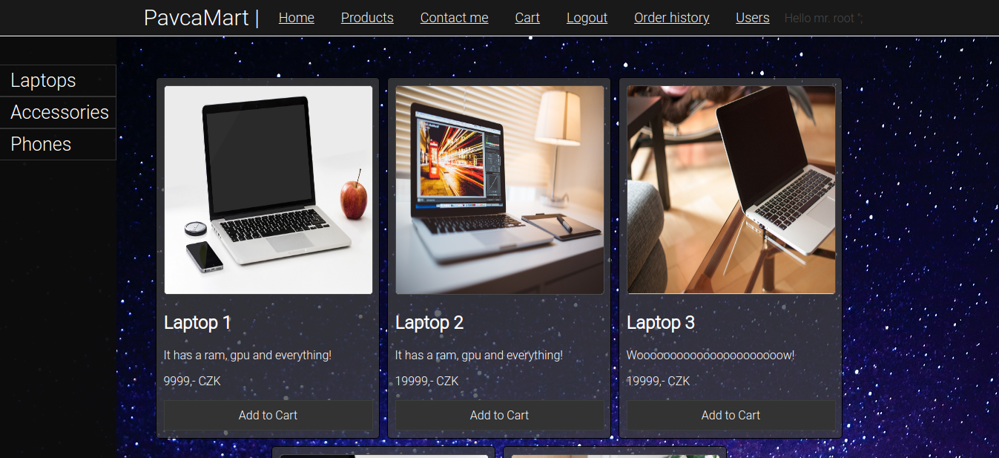 PavcaMart | Home Products Contact me Cart Logout Order history Users Hello mr. root ";
Laptops
Accessories
Phones
Laptop 1
It has a ram, gpu and everything!
9999,- CZK
Add to Cart
Laptop 2
It has a ram, gpu and everything!
19999,- CZK
Add to Cart
Laptop 3
Wooooooooooooooooooooooow!
19999,- CZK
Add to Cart